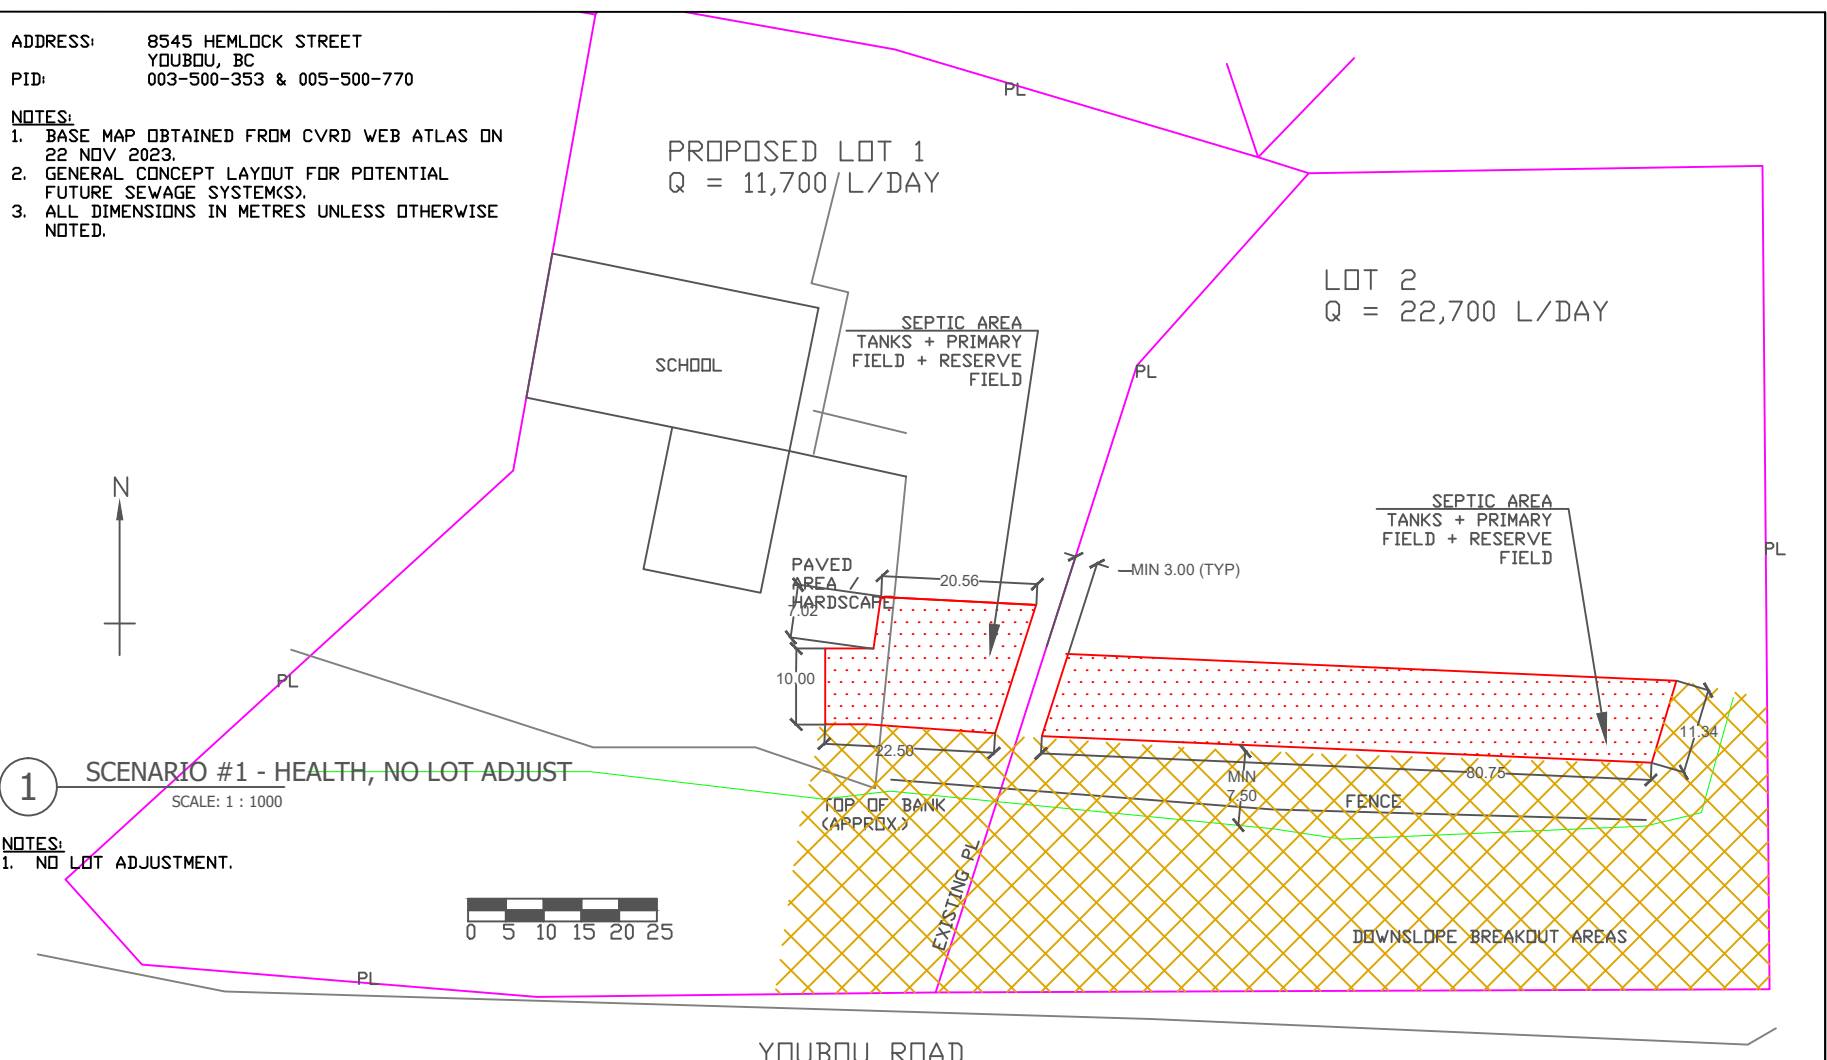 ADDRESS: 8545 HEMLOCK STREET
YOUBOU, BC
PID: 003-500-353 & 005-500-770
NOTES:
1. BASE MAP OBTAINED FROM CVRD WEB ATLAS ON
22 NOV 2023.
2. GENERAL CONCEPT LAYOUT FOR POTENTIAL
FUTURE SEWAGE SYSTEM(S).
3. ALL DIMENSIONS IN METRES UNLESS OTHERWISE
NOTED.
PL
PROPOSED LOT 1
Q = 11,700 L/DAY
LOT 2
Q = 22,700 L/DAY
SEPTIC AREA
TANKS + PRIMARY
FIELD + RESERVE
FIELD
SCHOOL
PL
N
SEPTIC AREA
TANKS + PRIMARY
FIELD + RESERVE
FIELD
PL
PAVED
AREA /
HARDSCAPE
20.56
MIN 3.00 (TYP)
7.02
10.00
PL
22.50
11.34
80.75
MIN
7.50
FENCE
TOP OF BANK
(APPROX.)
1
SCENARIO #1 - HEALTH, NO LOT ADJUST
SCALE: 1 : 1000
NOTES:
1. NO LOT ADJUSTMENT.
EXISTING PL
0 5 10 15 20 25
DOWNSLOPE BREAKOUT AREAS
PL
YOUBOU ROAD